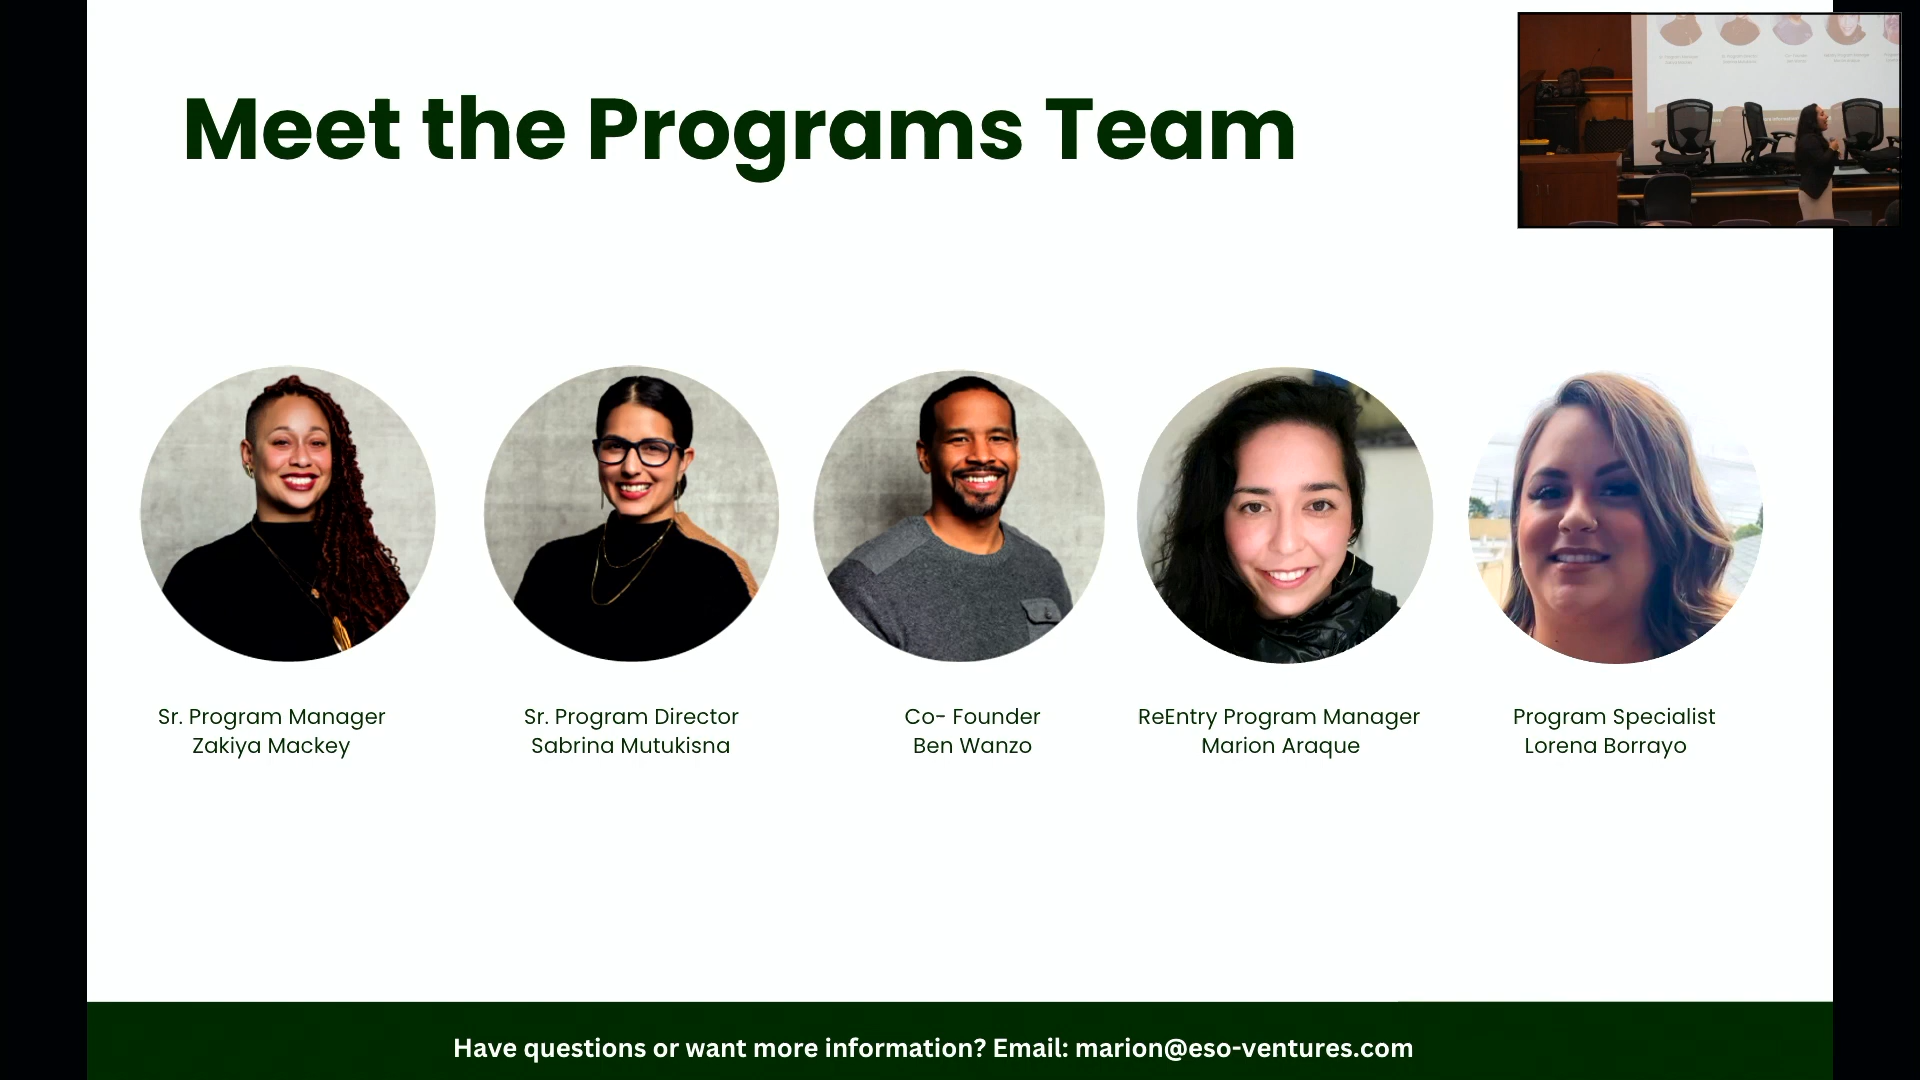 Meet the Programs Team
Sr. Program Manager
Zakiya Mackey
Sr. Program Director
Sabrina Mutukisna
Co- Founder
Ben Wanzo
ReEntry Program Manager
Marion Araque
Program Specialist
Lorena Borrayo
Have questions or want more information? Email: marion@eso-ventures.com